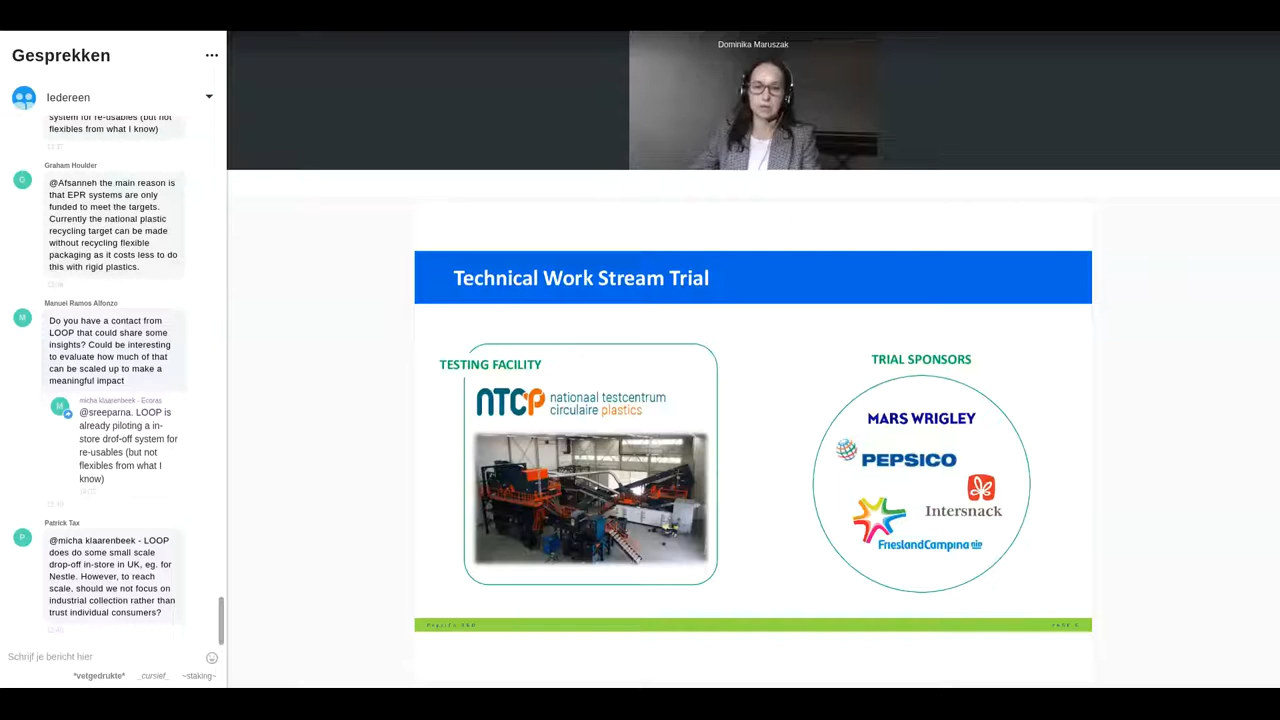 Gesprekken
Iedereen
system for re-usables (but not
flexibles from what I know)
Graham Houlder
G
@Afsanneh the main reason is
that EPR systems are only
funded to meet the targets.
Currently the national plastic
recycling target can be made
without recycling flexible
packaging as it costs less to do
this with rigid plastics.
Manuel Ramos Alfonzo
M
Do you have a contact from
LOOP that could share some
insights? Could be interesting
to evaluate how much of that
can be scaled up to make a
meaningful impact
micha klaarenbeek - Ecoras
M
@sreeparna. LOOP is
already piloting a in-
store drof-off system for
re-usables (but not
flexibles from what I
know)
Patrick Tax
P
@micha klaarenbeek - LOOP
does do some small scale
drop-off in-store in UK, eg. for
Nestle. However, to reach
scale, should we not focus on
industrial collection rather than
trust individual consumers?
Schrijf je bericht hier
*vetgedrukte* _cursief_ ~staking~
Dominika Maruszak
Technical Work Stream Trial
TESTING FACILITY
NTCP nationaal testcentrum
circulaire plastics
TRIAL SPONSORS
MARS WRIGLEY
PEPSICO
Intersnack
FrieslandCampina
PepsiCo R&D